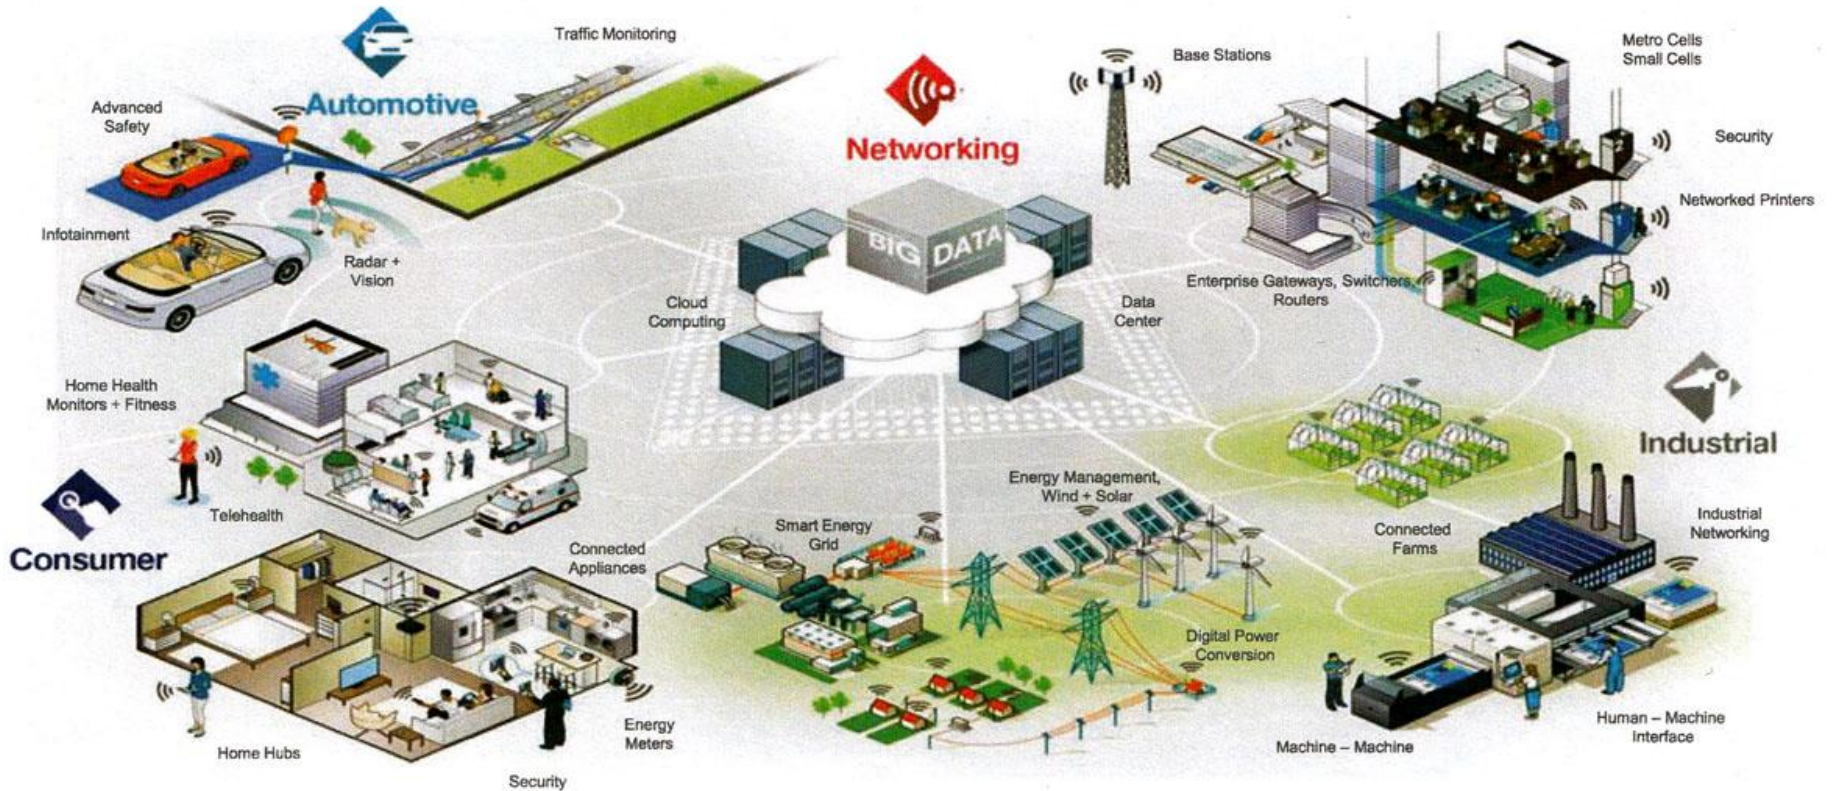 Traffic Monitoring
Automotive
Advanced
Safety
Infotainment
Radar +
Vision
Networking
BIG DATA
Cloud
Computing
Data
Center
Base Stations
Metro Cells
Small Cells
Security
Networked Printers
Enterprise Gateways, Switchers,
Routers
Home Health
Monitors + Fitness
Telehealth
Consumer
Connected
Appliances
Home Hubs
Security
Energy
Meters
Smart Energy
Grid
Energy Management,
Wind + Solar
Digital Power
Conversion
Industrial
Connected
Farms
Industrial
Networking
Machine – Machine
Human – Machine
Interface